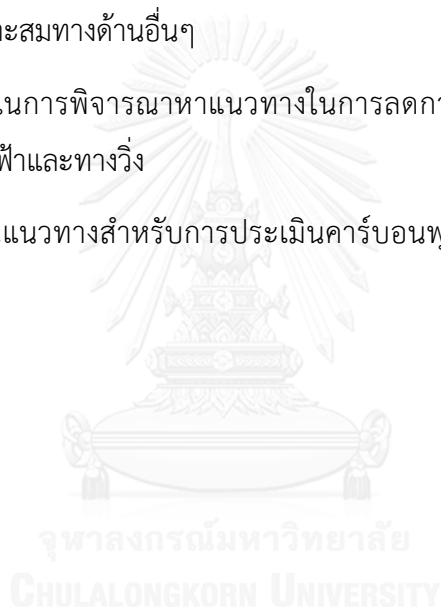 ะสมทางด้านอื่นๆ
นการพิจารณาหาแนวทางในการลดกา
ฟ้าและทางวิ่ง
แนวทางสำหรับการประเมินคาร์บอนฟุ
จุฬาลงกรณ์มหาวิทยาลัย
CHULALONGKORN UNIVERSITY